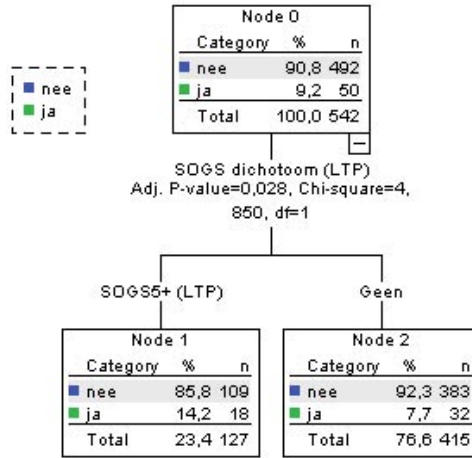 Node 0
Category % n
nee 90,8 492
ja 9,2 50
Total 100,0 542
nee
ja
SOGS dichotoom (LTP)
Adj. P-value=0,028, Chi-square=4,
850, df=1
SOGS5+ (LTP)
Geen
Node 1
Category % n
nee 85,8 109
ja 14,2 18
Total 23,4 127
Node 2
Category % n
nee 92,3 383
ja 7,7 32
Total 76,6 415